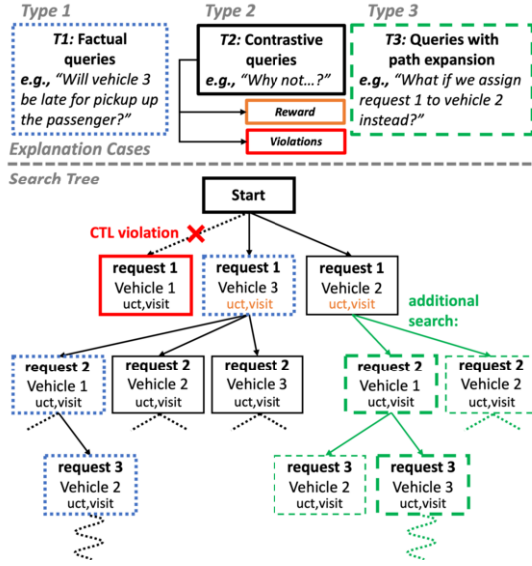 Type 1
Type 2
Type 3
T1: Factual
queries
e.g., “Will vehicle 3
be late for pickup up
the passenger?”
T2: Contrastive
queries
e.g., “Why not...?”
Reward
Violations
T3: Queries with
path expansion
e.g., “What if we assign
request 1 to vehicle 2
instead?”
Explanation Cases
Search Tree
Start
CTL violation
request 1
Vehicle 1
uct,visit
request 1
Vehicle 3
uct,visit
request 1
Vehicle 2
uct,visit
additional
search:
request 2
Vehicle 1
uct,visit
request 2
Vehicle 2
uct,visit
request 2
Vehicle 3
uct,visit
request 2
Vehicle 1
uct,visit
request 2
Vehicle 2
uct,visit
request 3
Vehicle 2
uct,visit
request 3
Vehicle 2
uct,visit
request 3
Vehicle 3
uct,visit